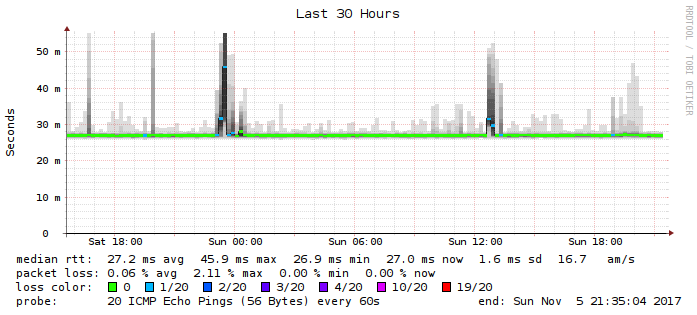 Last 30 Hours
RRDTOOL / TOBI OETIKER
Seconds
50 m
40 m
30 m
20 m
10 m
0
Sat 18:00 Sun 00:00 Sun 06:00 Sun 12:00 Sun 18:00
median rtt: 27.2 ms avg 45.9 ms max 26.9 ms min 27.0 ms now 1.6 ms sd 16.7 am/s
packet loss: 0.06 % avg 2.11 % max 0.00 % min 0.00 % now
loss color: 0 1/20 2/20 3/20 4/20 10/20 19/20
probe: 20 ICMP Echo Pings (56 Bytes) every 60s end: Sun Nov 5 21:35:04 2017